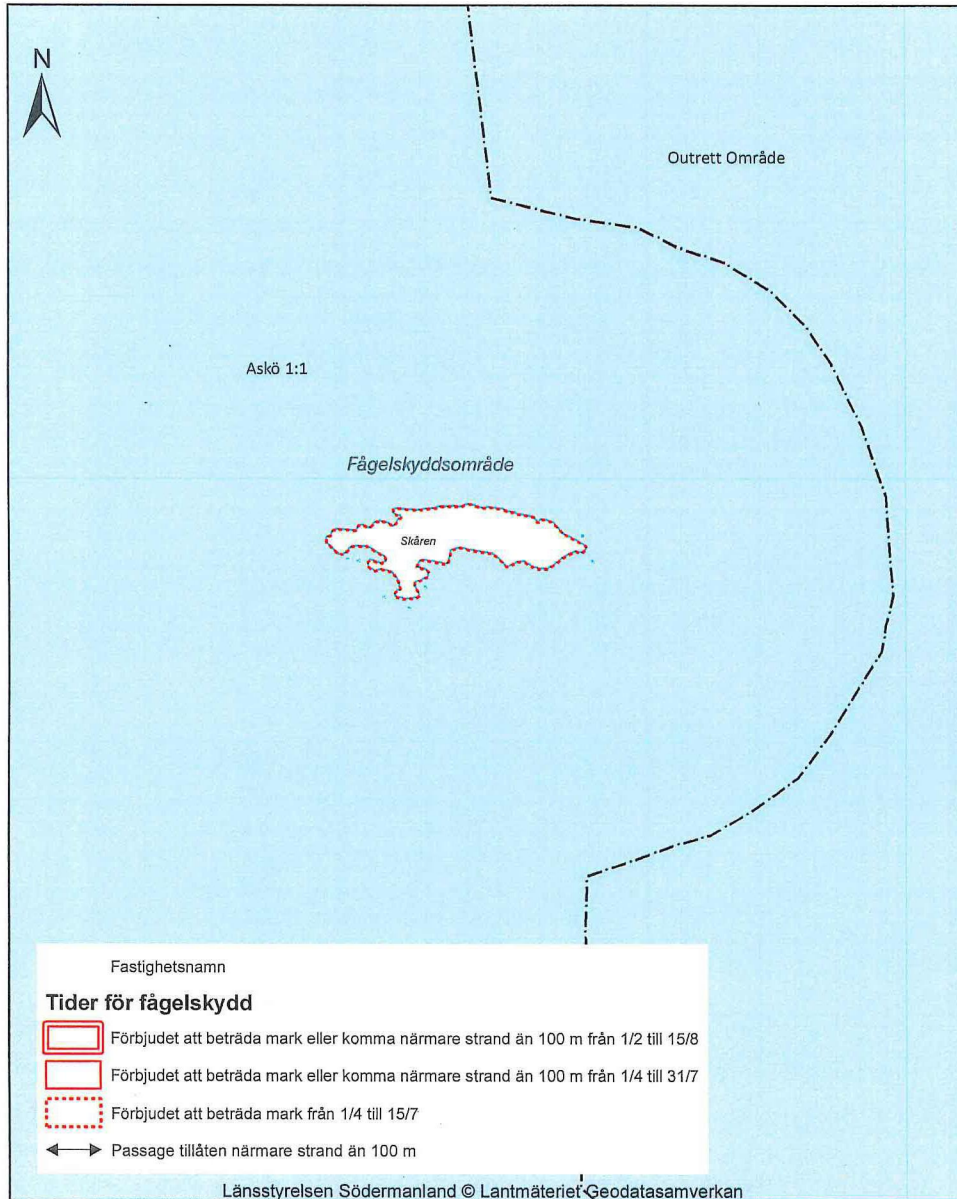 N
Outrett Område
Askö 1:1
Fågelskyddsområde
Skåren
Fastighetsnamn
Tider för fågelskydd
Förbjudet att beträda mark eller komma närmare strand än 100 m från 1/2 till 15/8
Förbjudet att beträda mark eller komma närmare strand än 100 m från 1/4 till 31/7
Förbjudet att beträda mark från 1/4 till 15/7
Passage tillåten närmare strand än 100 m
Länsstyrelsen Södermanland © Lantmäteriet Geodatasamverkan